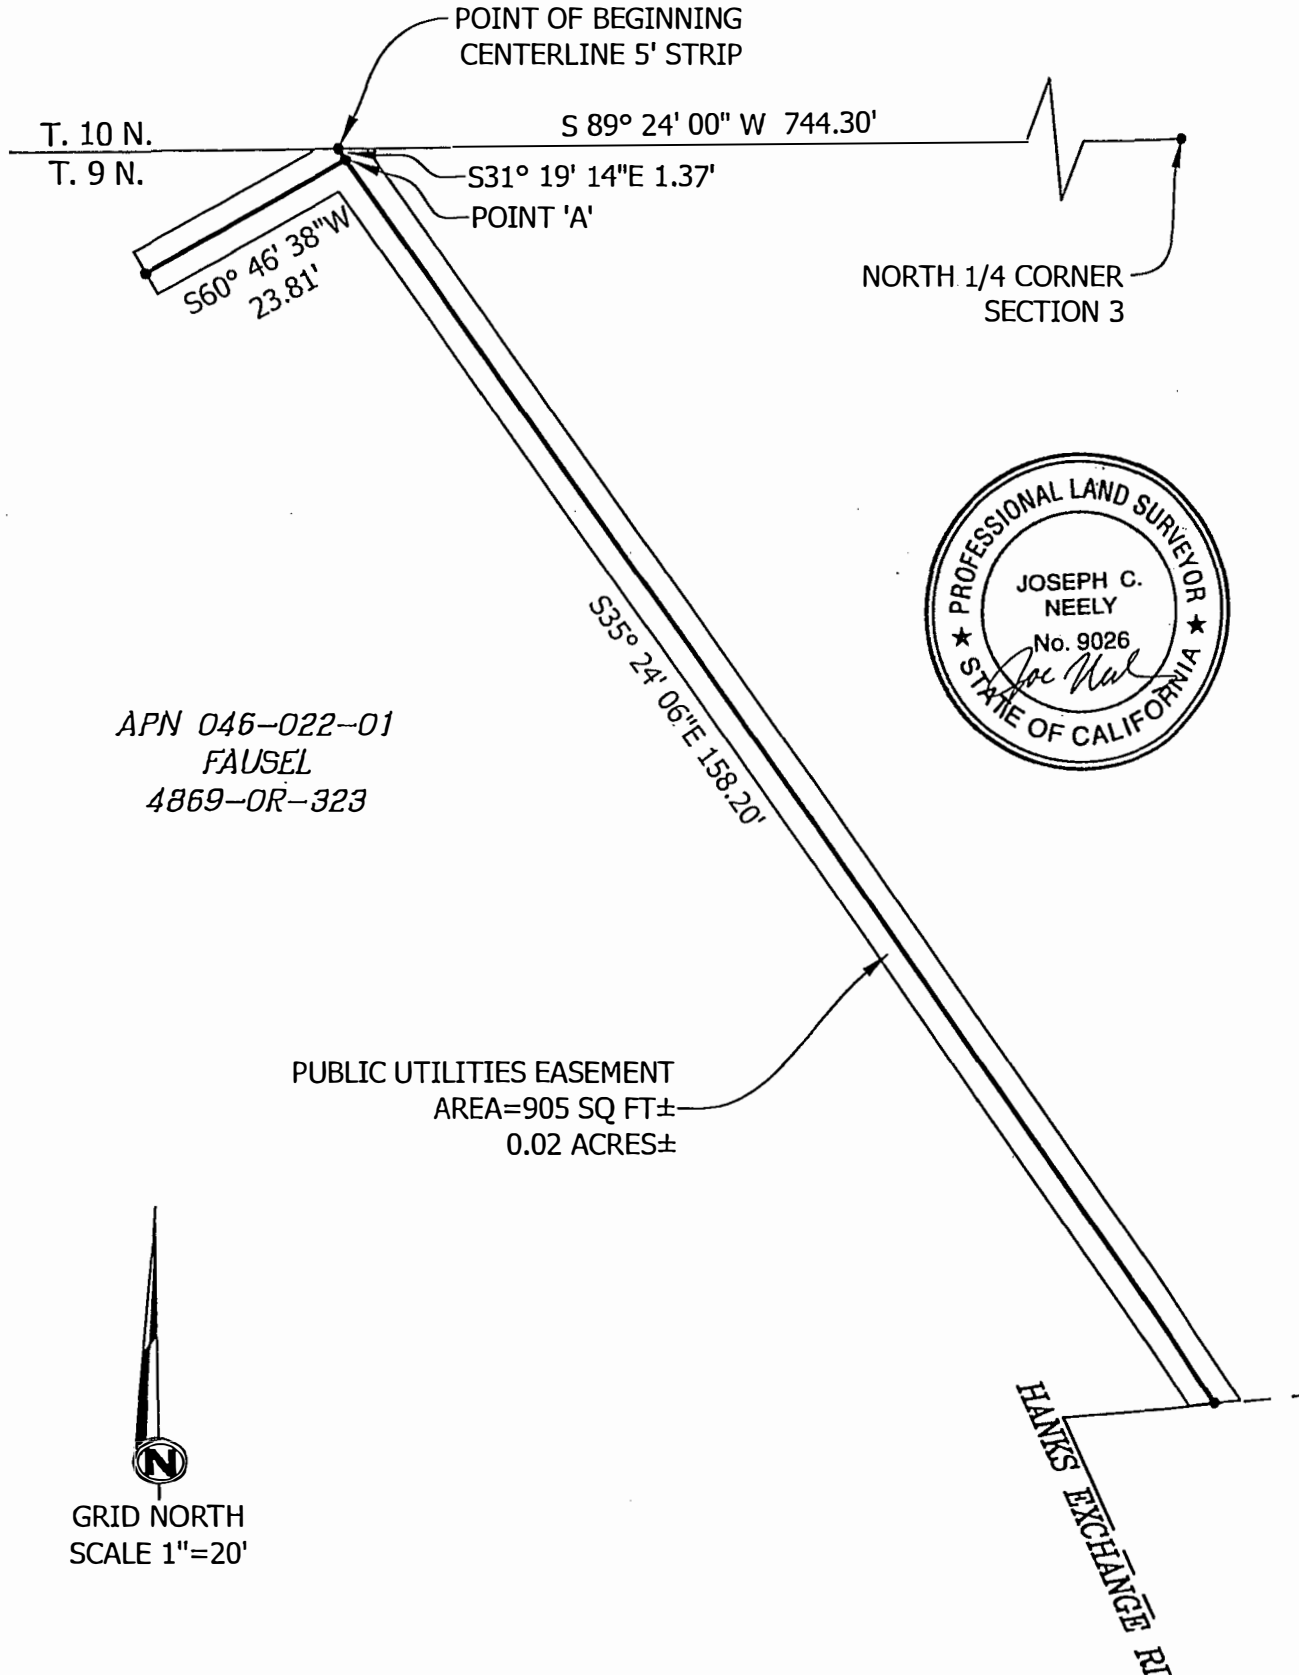 POINT OF BEGINNING
CENTERLINE 5' STRIP
T. 10 N.
S 89° 24' 00" W 744.30'
T. 9 N.
S31° 19' 14"E 1.37'
POINT 'A'
S60° 46' 38"W
23.81'
NORTH 1/4 CORNER
SECTION 3
PROFESSIONAL LAND SURVEYOR
JOSEPH C.
NEELY
No. 9026
STATE OF CALIFORNIA
S35° 24' 06"E 158.20'
APN 046-022-01
FAUSEL
4869-OR-323
PUBLIC UTILITIES EASEMENT
AREA=905 SQ FT±
0.02 ACRES±
N
GRID NORTH
SCALE 1"=20'
HANKS EXCHANGE